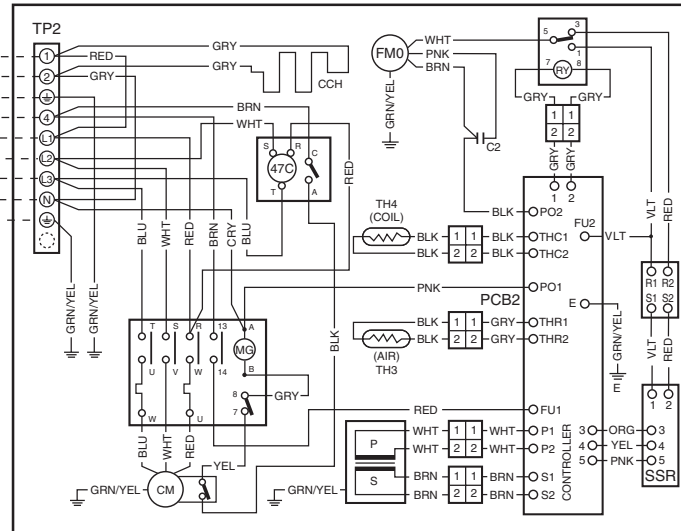 TP2
1 RED GRY
2 GRY GRY CCH
4 BRN
L1 WHT
L2
L3
N
GRN/YEL GRN/YEL
BLU WHT RED BRN CRY BLU
S R C
47C
T A
RED
BLK
FM0 WHT
PNK
BRN
GRN/YEL
C2
5 3
1
7 RY 8
GRY GRY
1 1
2 2
GRY GRY
1 2
VLT RED
TH4
(COIL)
BLK 1 1 BLK
BLK 2 2 BLK
BLK PO2
THC1
THC2
FU2 VLT
PNK PO1
PCB2
E
GRN/YEL
E
BLK 1 1 GRY THR1
BLK 2 2 GRY THR2
(AIR)
TH3
R1 R2
S1 S2
VLT RED
1 2
T S R 13 A
MG
U V W 14 B
8 GRY
7
W U
BLU WHT RED
YEL
GRN/YEL CM
RED FU1
P WHT 1 1 WHT P1
WHT 2 2 WHT P2
S BRN 1 1 BRN S1
BRN 2 2 BRN S2
GRN/YEL
CONTROLLER
3 ORG 3
4 YEL 4
5 PNK 5
SSR